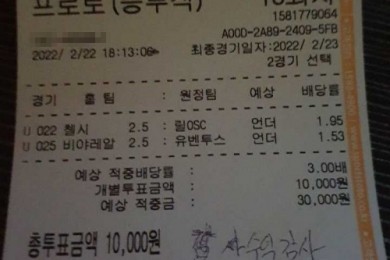 프로토 (승부식)
1581779064
A00D-2A89-2409-5FB
2022/ 2/22 18:13:06 최종경기일자:2022/ 2/23
2경기 선택
경기 홈팀 : 원정팀 예상 배당률
U 022 첼시 2.5 : 릴OSC 언더 1.95
U 025 비야레알 2.5 : 유벤투스 언더 1.53
예상 적중배당률 : 3.00배
개별투표금액 : 10,000원
예상 적중금 : 30,000원
총투표금액 10,000원